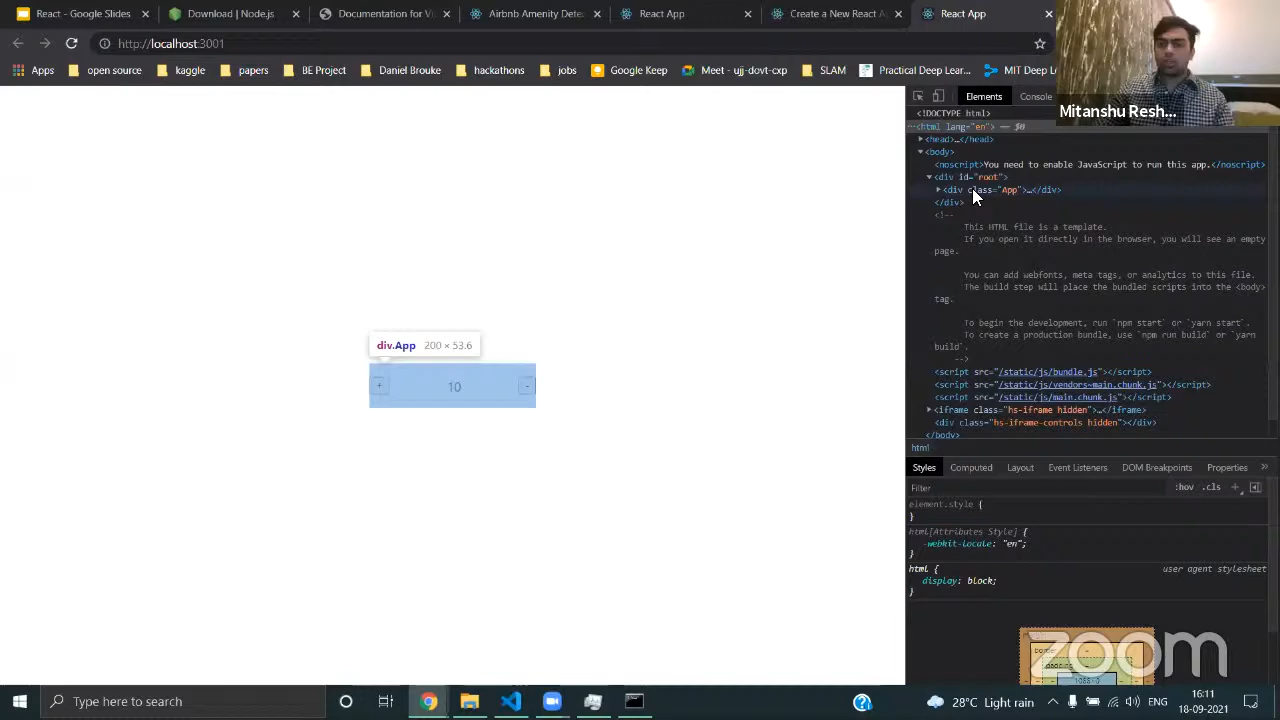 React - Google Slides
Download | Node.js
Documentation for Vi
Airbnb Amenity Dete
React App
Create a New React
React App
http://localhost:3001
Apps
open source
kaggle
papers
BE Project
Daniel Brouke
Hackathons
jobs
Google Keep
Meet - uji-dskn-cxp
SLAM
al Deep Lear...
MIT Deep Le
Mitanshu Resh...
Elements
Console
<!DOCTYPE html>
<html lang="en"> == $0
<head>…</head>
<body>
<noscript>You need to enable JavaScript to run this app.</noscript>
<div id="root">
<div class="App">…</div>
</div>
<!--
This HTML file is a template.
If you open it directly in the browser, you will see an empty
page.
You can add webfonts, meta tags, or analytics to this file.
The build step will place the bundled scripts into the <body>
tag.
To begin the development, run `npm start` or `yarn start`.
To create a production bundle, use `npm run build` or `yarn
build`.
-->
<script src="/static/js/bundle.js"></script>
<script src="/static/js/vendors~main.chunk.js"></script>
<script src="/static/js/main.chunk.js"></script>
<iframe class="hs-iframe hidden">…</iframe>
<div class="hs-iframe-controls hidden"></div>
</body>
html
div.App 200 × 53.6
+ 10 -
Styles
Computed
Layout
Event Listeners
DOM Breakpoints
Properties
Filter
:hov .cls +
element.style {
}
html[Attributes Style] {
-webkit-locale: "en";
}
html {
user agent stylesheet
display: block;
}
border -
zoom
Type here to search
28°C Light rain
ENG
16:11
18-09-2021